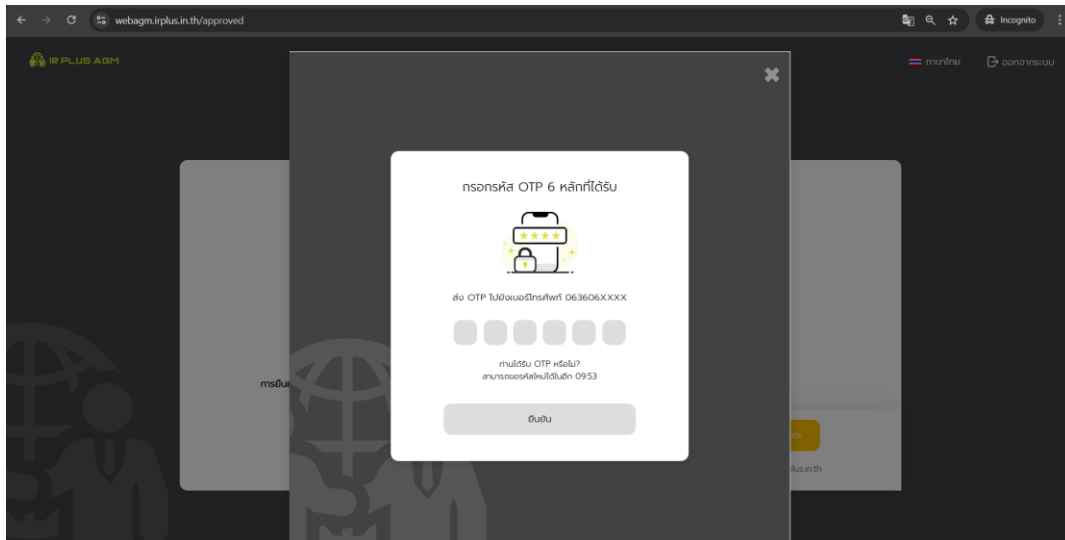 webagm.irplus.in.th/approved
Incognito
IR PLUS AGM
ภาษาไทย
ออกจากระบบ
กรอกรหัส OTP 6 หลักที่ได้รับ
****
ส่ง OTP ไปยังเบอร์โทรศัพท์ 063606XXXX
ท่านได้รับ OTP หรือไม่?
สามารถขอรหัสใหม่ได้ในอีก 09:53
ยืนยัน